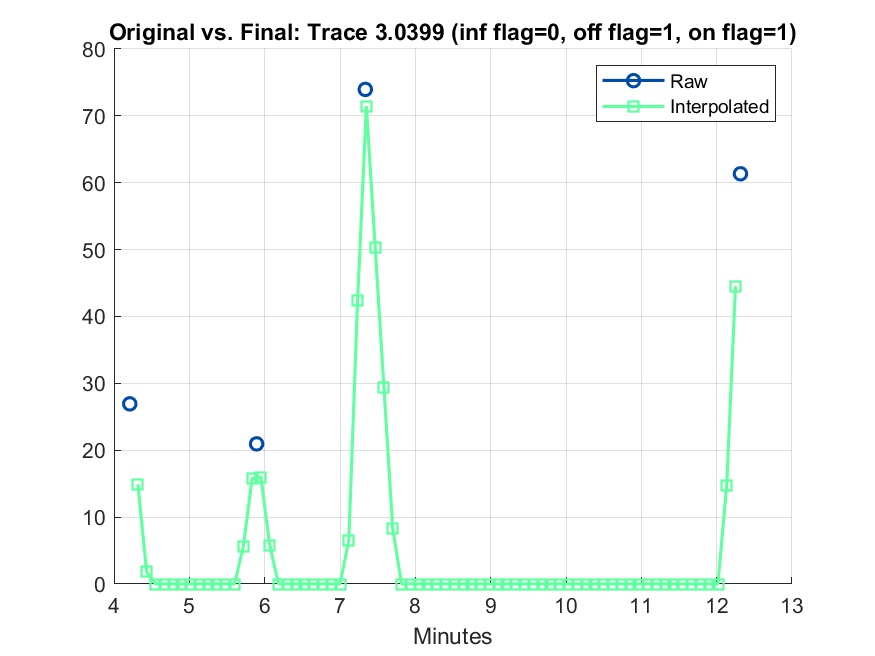 Original vs. Final: Trace 3.0399 (inf flag=0, off flag=1, on flag=1)
80
70
60
50
40
30
20
10
0
Raw
Interpolated
4 5 6 7 8 9 10 11 12 13
Minutes